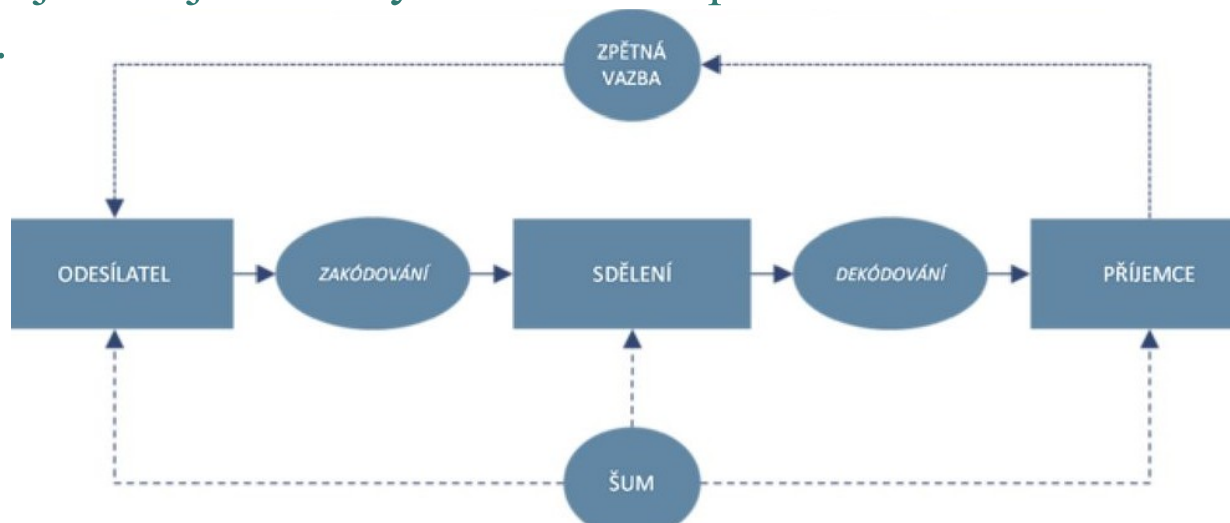 .
ZPĚTNÁ
VAZBA
ODESÍLATEL
ZAKÓDOVÁNÍ
SDĚLENÍ
DEKÓDOVÁNÍ
PŘÍJEMCE
ŠUM